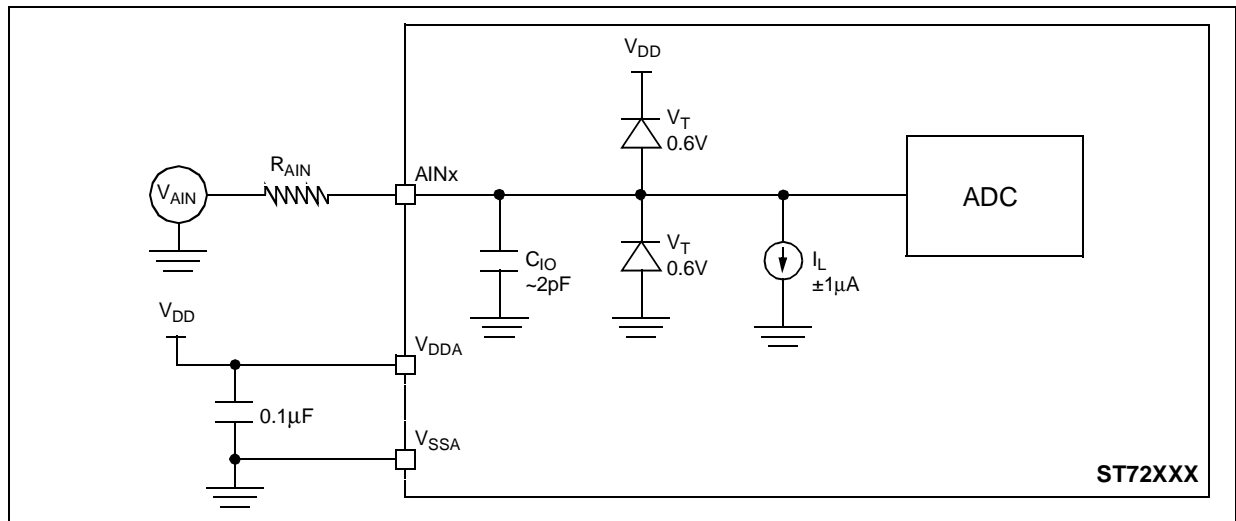 V_DD
V_T
0.6V
R_AIN
AINx
V_AIN
ADC
C_IO
~2pF
V_T
0.6V
I_L
±1µA
V_DD
V_DDA
0.1µF
V_SSA
ST72XXX